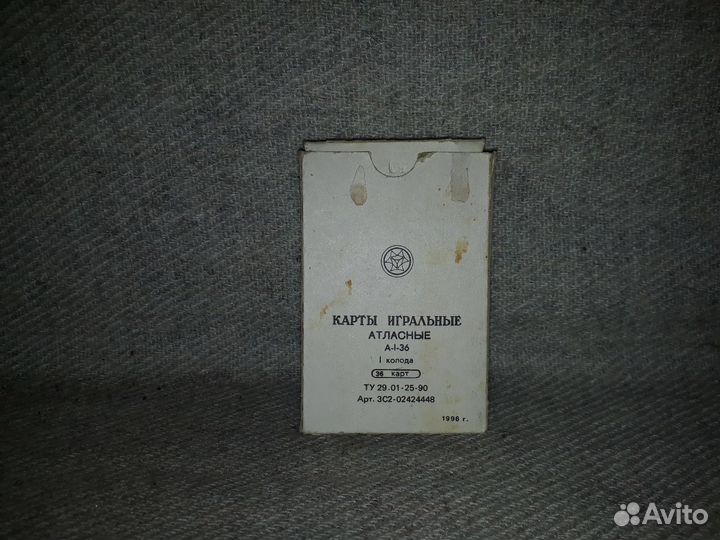 КАРТЫ ИГРАЛЬНЫЕ
АТЛАСНЫЕ
А-I-36
I колода
36 карт
ТУ 29.01-25-90
Арт. 3С2-02424448
1996 г.
Avito